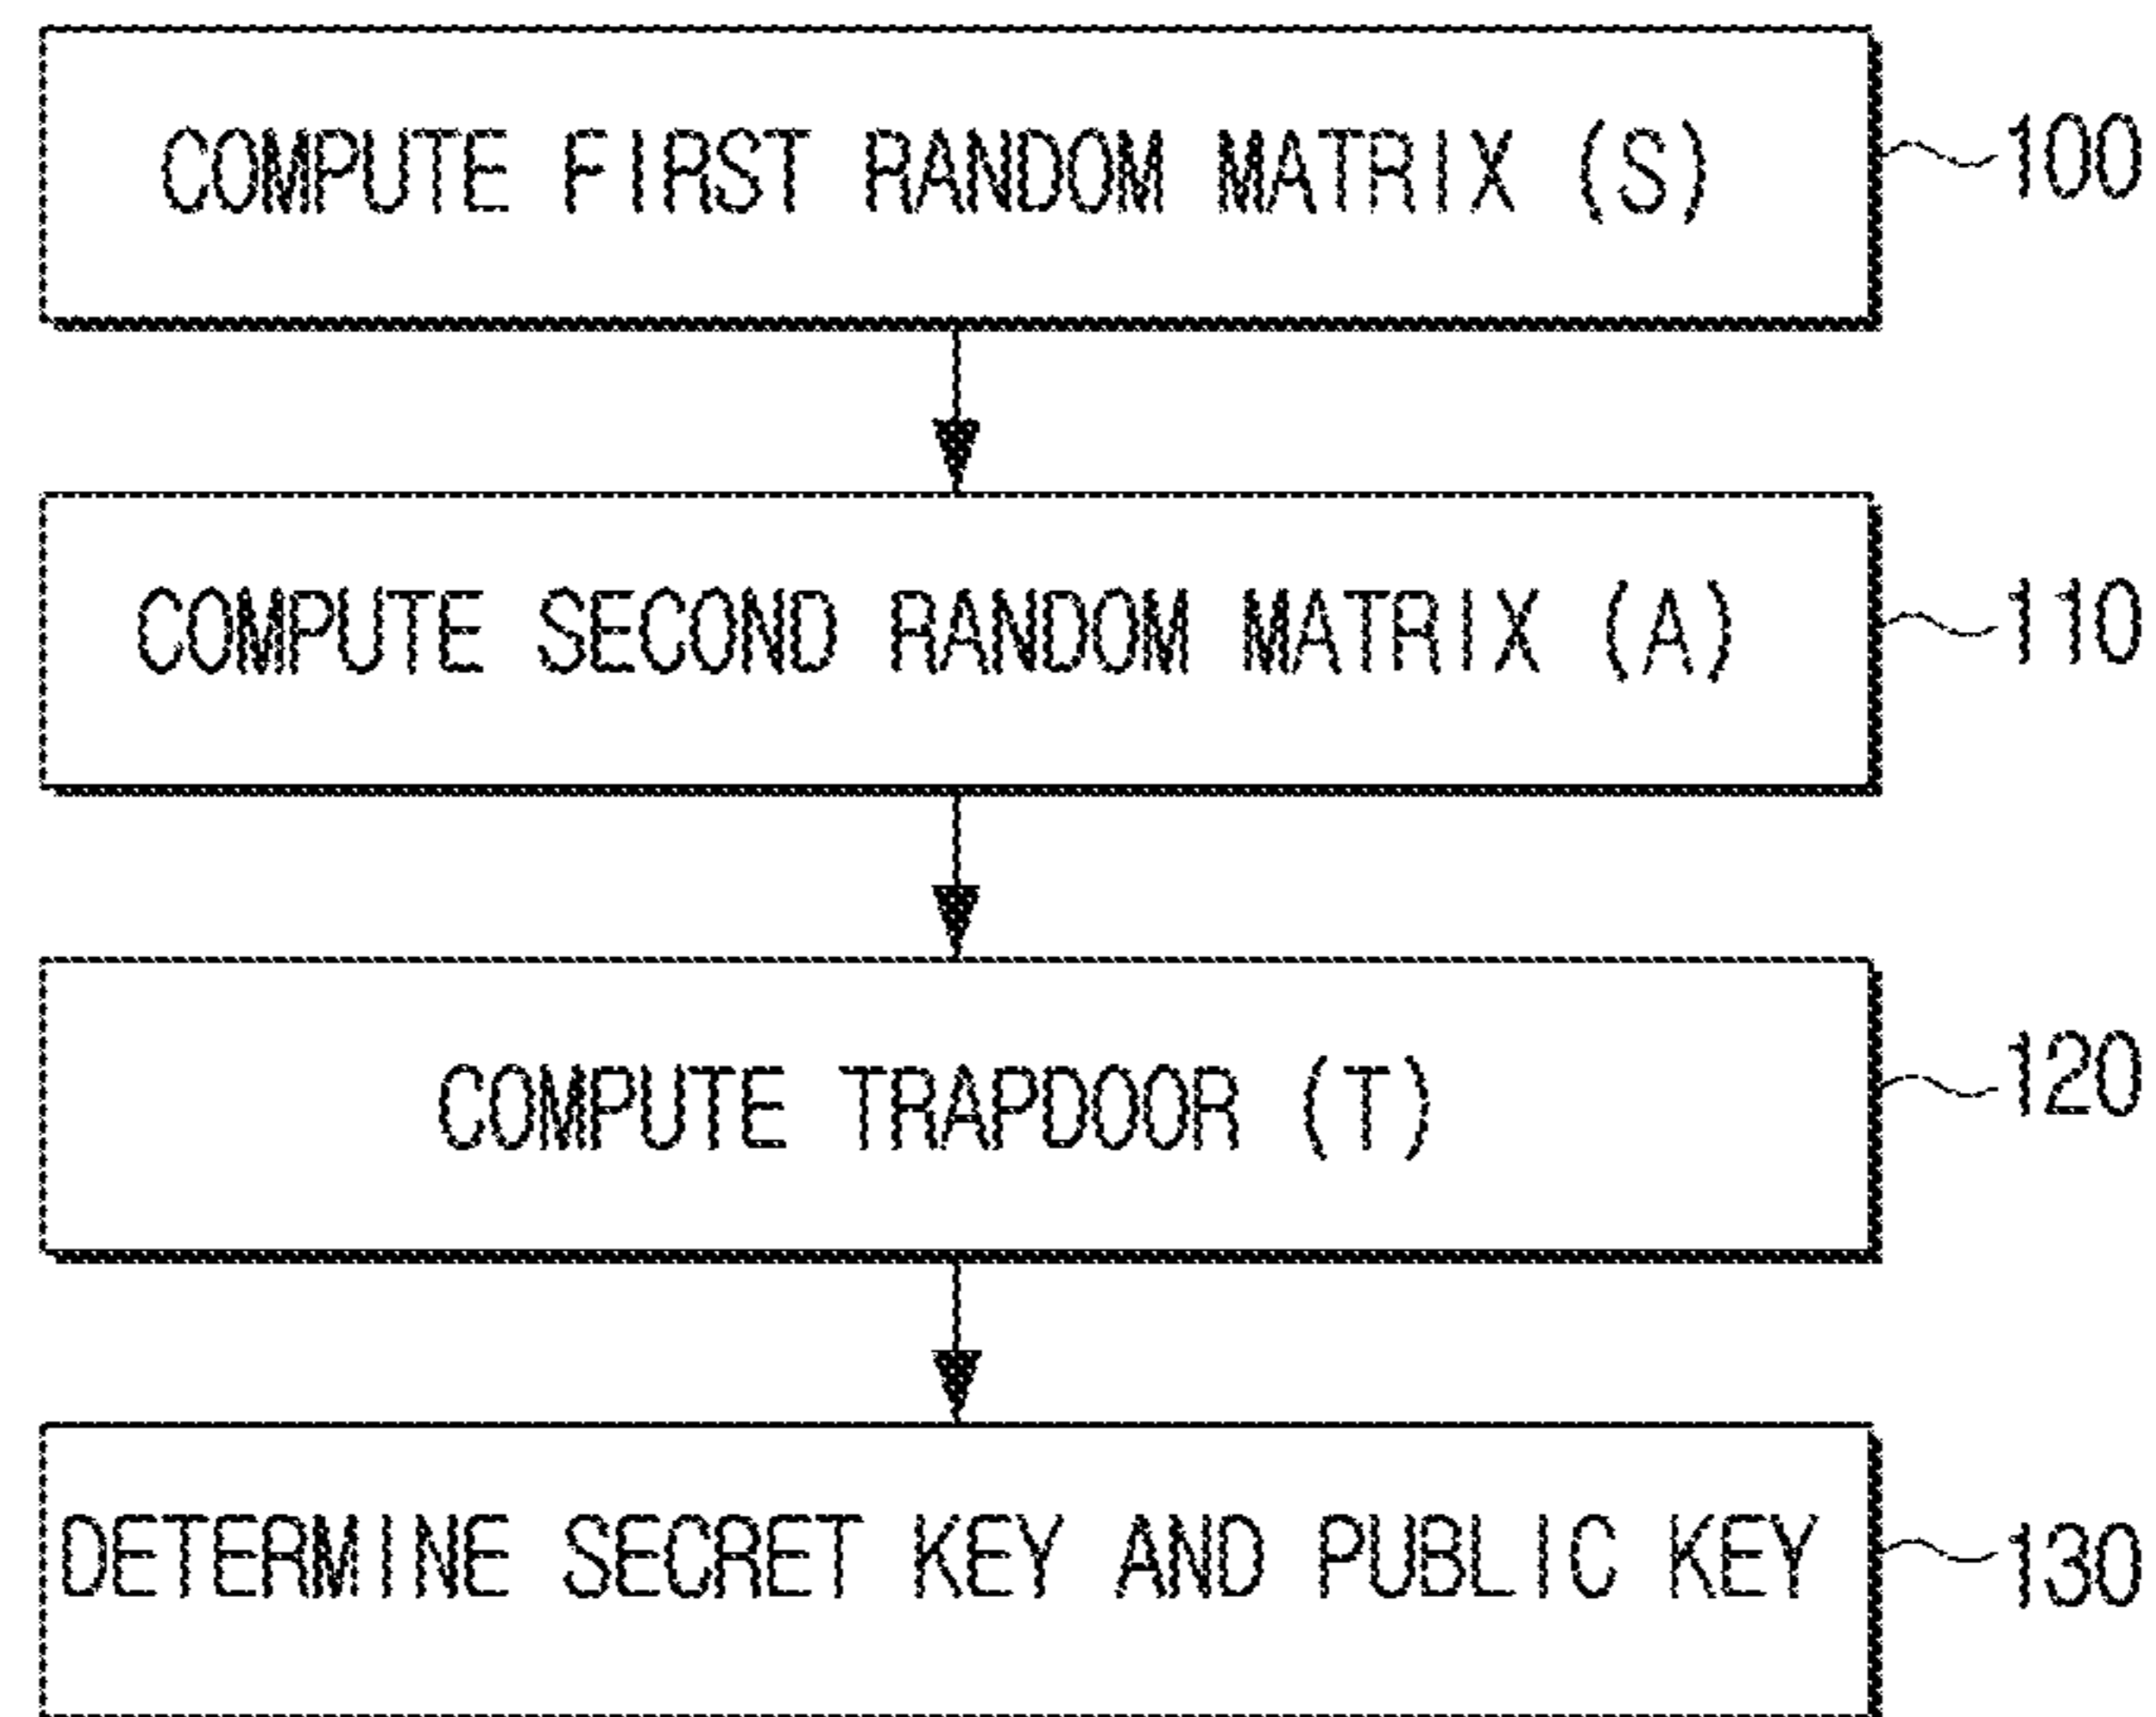 COMPUTE FIRST RANDOM MATRIX (S)
100
COMPUTE SECOND RANDOM MATRIX (A)
110
COMPUTE TRAPDOOR (T)
120
DETERMINE SECRET KEY AND PUBLIC KEY
130